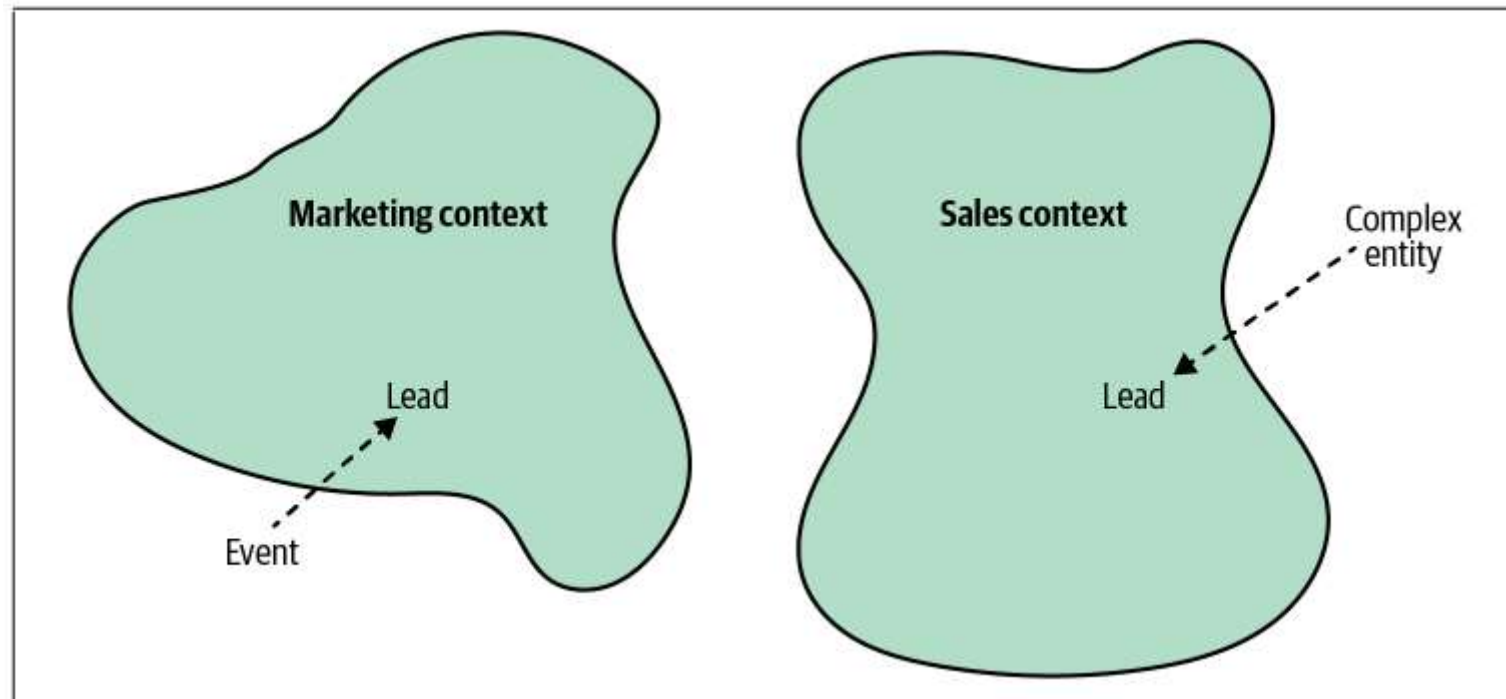 Marketing context
Sales context
Complex
entity
Lead
Lead
Event